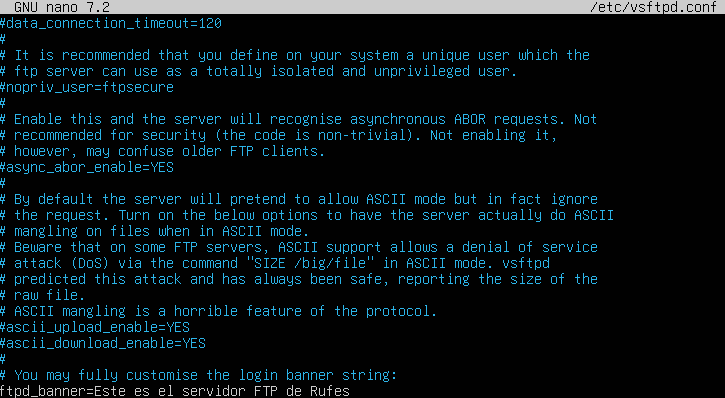 GNU nano 7.2 /etc/vsftpd.conf
#data_connection_timeout=120
#
# It is recommended that you define on your system a unique user which the
# ftp server can use as a totally isolated and unprivileged user.
#nopriv_user=ftpsecure
#
# Enable this and the server will recognise asynchronous ABOR requests. Not
# recommended for security (the code is non-trivial). Not enabling it,
# however, may confuse older FTP clients.
#async_abor_enable=YES
#
# By default the server will pretend to allow ASCII mode but in fact ignore
# the request. Turn on the below options to have the server actually do ASCII
# mangling on files when in ASCII mode.
# Beware that on some FTP servers, ASCII support allows a denial of service
# attack (DoS) via the command "SIZE /big/file" in ASCII mode. vsftpd
# predicted this attack and has always been safe, reporting the size of the
# raw file.
# ASCII mangling is a horrible feature of the protocol.
#ascii_upload_enable=YES
#ascii_download_enable=YES
#
# You may fully customise the login banner string:
ftpd_banner=Este es el servidor FTP de Rufes